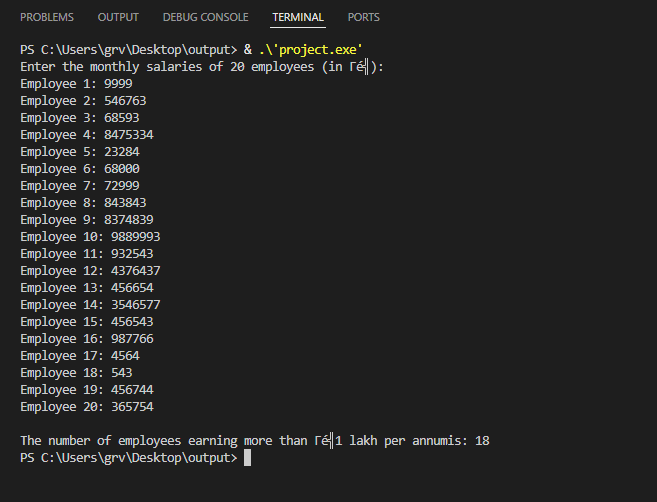 PROBLEMS OUTPUT DEBUG CONSOLE TERMINAL PORTS
PS C:\Users\grv\Desktop\output> & .\'project.exe'
Enter the monthly salaries of 20 employees (in Γé╣):
Employee 1: 9999
Employee 2: 546763
Employee 3: 68593
Employee 4: 8475334
Employee 5: 23284
Employee 6: 68000
Employee 7: 72999
Employee 8: 843843
Employee 9: 8374839
Employee 10: 9889993
Employee 11: 932543
Employee 12: 4376437
Employee 13: 456654
Employee 14: 3546577
Employee 15: 456543
Employee 16: 987766
Employee 17: 4564
Employee 18: 543
Employee 19: 456744
Employee 20: 365754
The number of employees earning more than Γé╣1 lakh per annumis: 18
PS C:\Users\grv\Desktop\output>